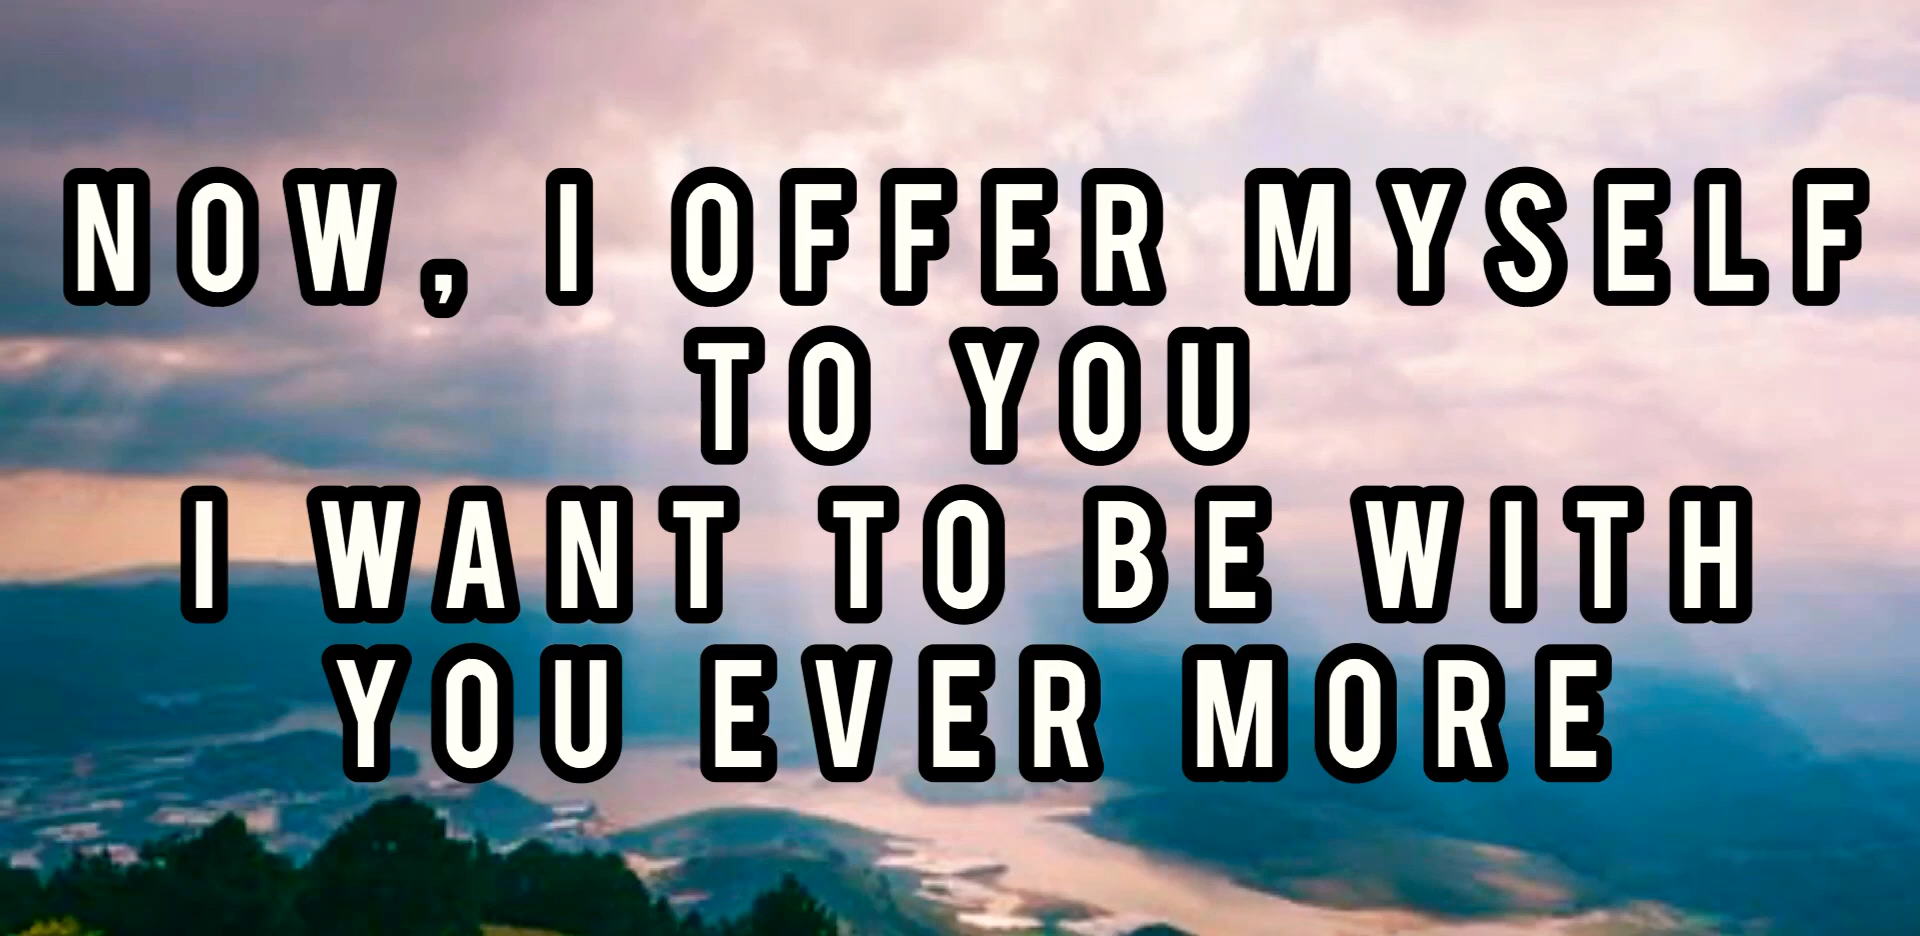 NOW, I OFFER MYSELF
TO YOU
I WANT TO BE WITH
YOU EVER MORE